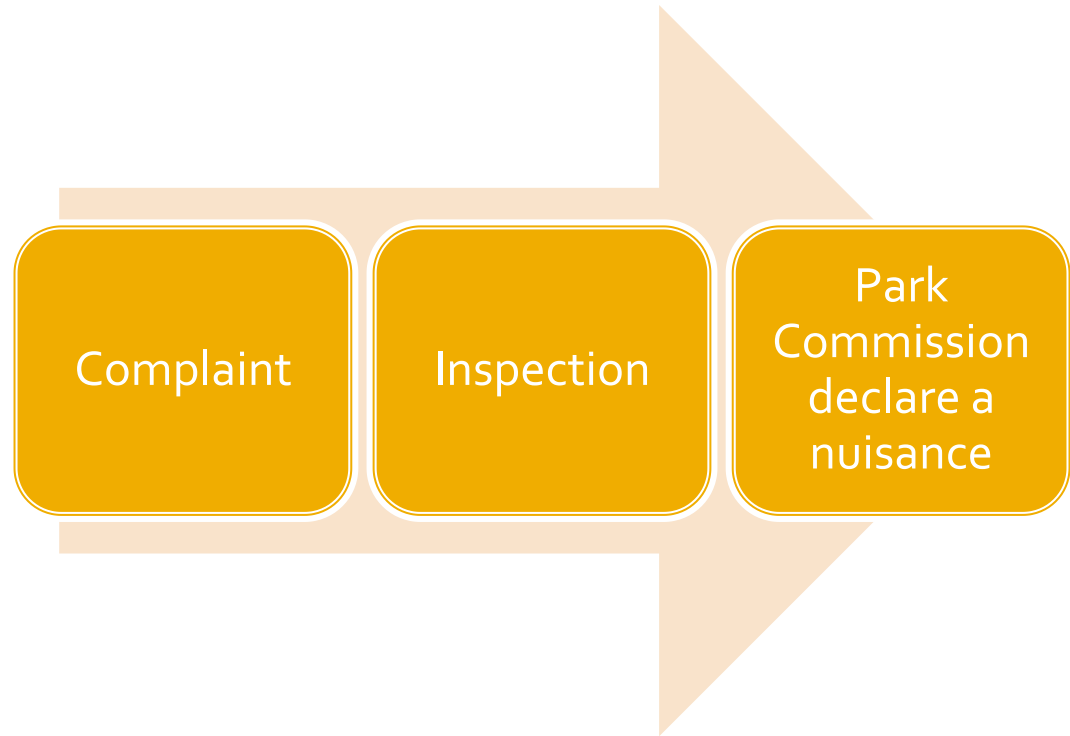 Complaint
Inspection
Park
Commission
declare a
nuisance